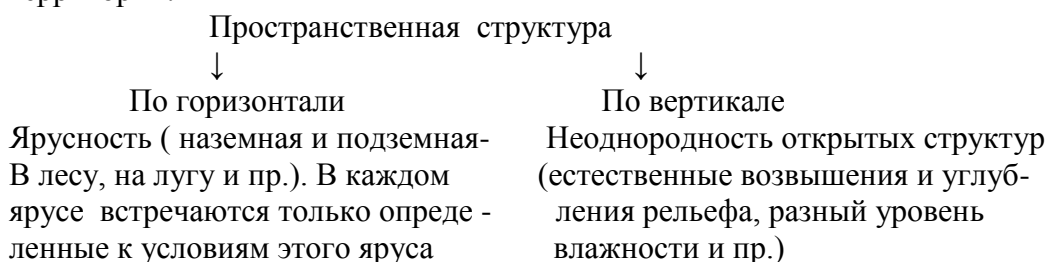 Пространственная структура
↓ ↓
По горизонтали По вертикале
Ярусность ( наземная и подземная- Неоднородность открытых структур
В лесу, на лугу и пр.). В каждом (естественные возвышения и углуб-
ярусе встречаются только опреде - ления рельефа, разный уровень
ленные к условиям этого яруса влажности и пр.)